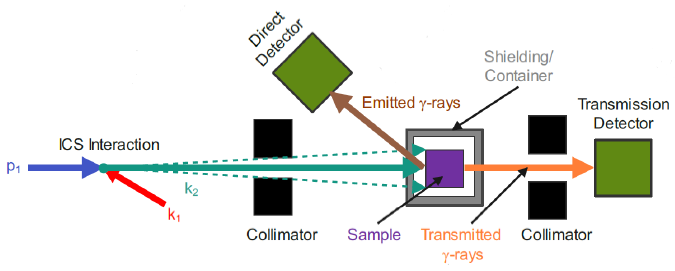 Direct
Detector
Shielding/
Container
Emitted γ-rays
Transmission
Detector
ICS Interaction
p₁
k₂
k₁
Collimator
Sample
Transmitted
γ-rays
Collimator